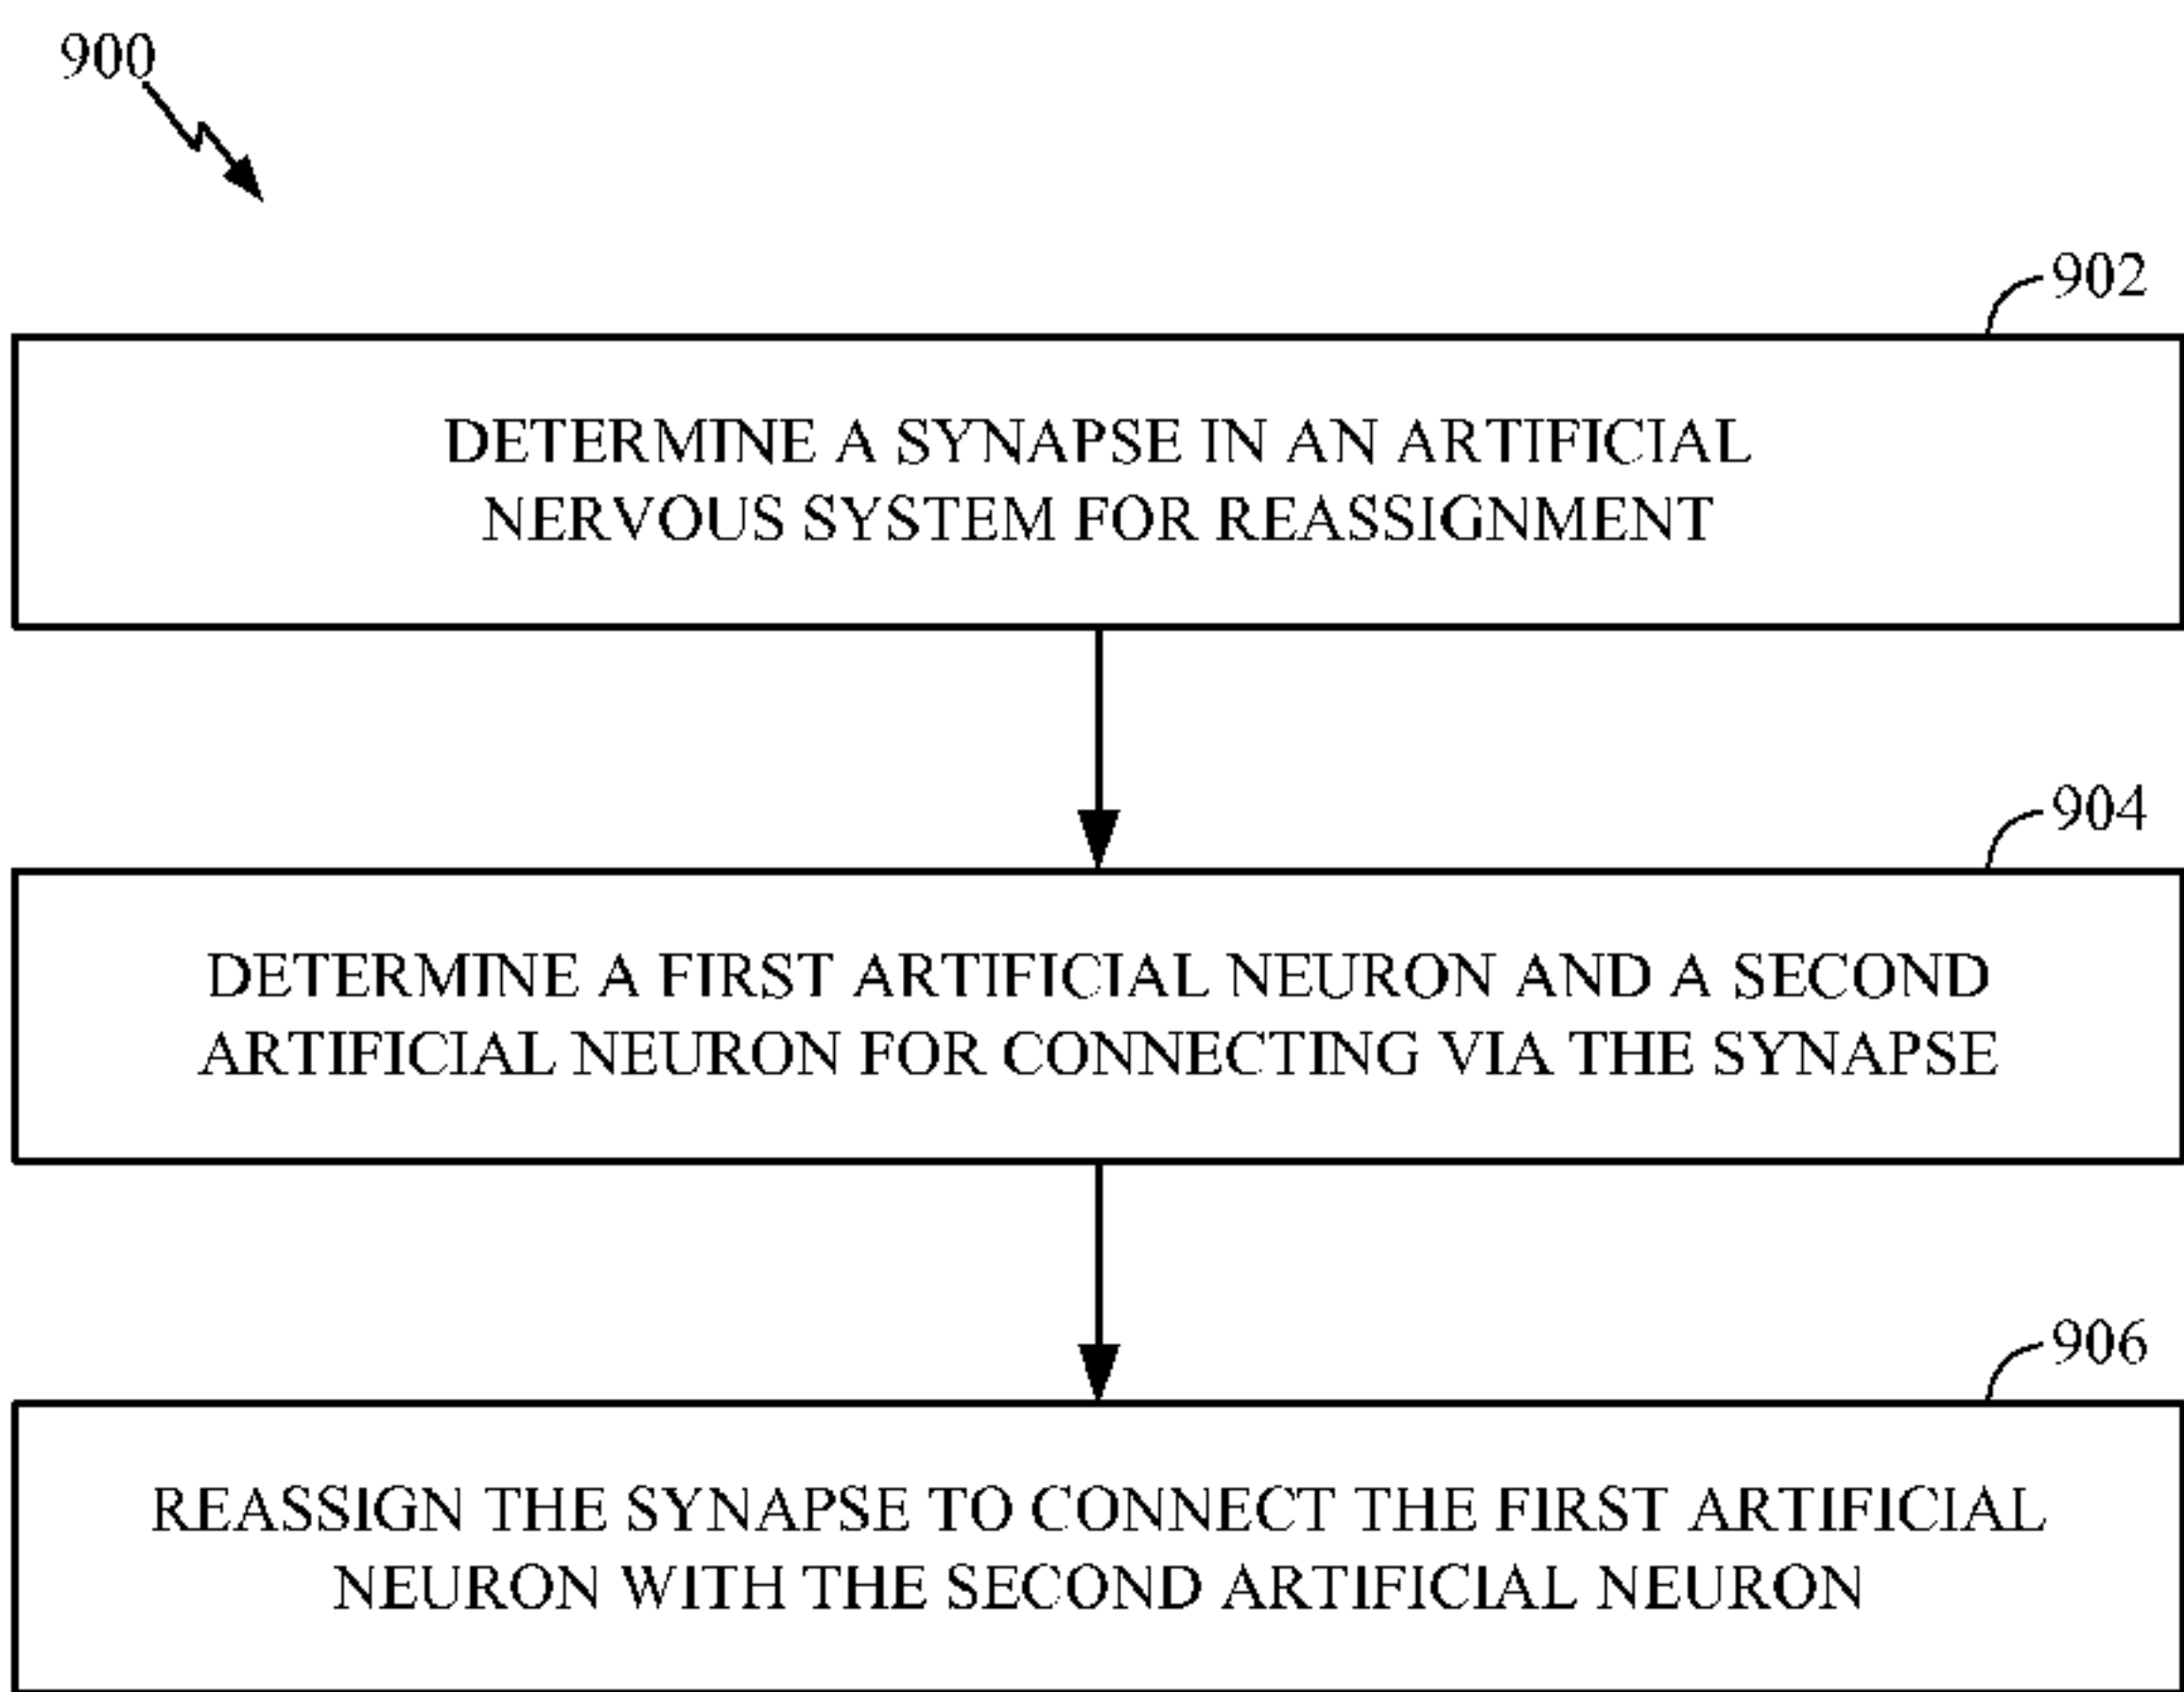 900
902
DETERMINE A SYNAPSE IN AN ARTIFICIAL
NERVOUS SYSTEM FOR REASSIGNMENT
904
DETERMINE A FIRST ARTIFICIAL NEURON AND A SECOND
ARTIFICIAL NEURON FOR CONNECTING VIA THE SYNAPSE
906
REASSIGN THE SYNAPSE TO CONNECT THE FIRST ARTIFICIAL
NEURON WITH THE SECOND ARTIFICIAL NEURON